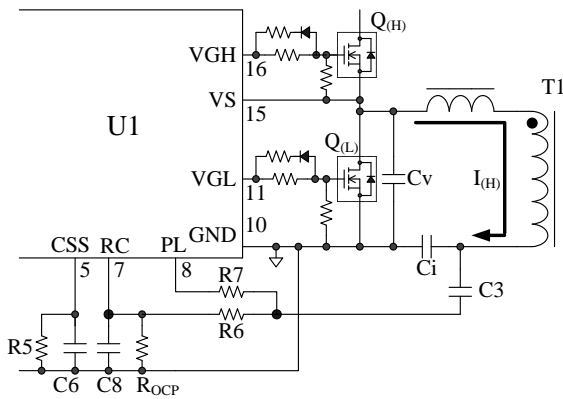 Q(H)
VGH
16
T1
VS
15
U1
Q(L)
VGL
11
Cv
I(H)
10
GND
CSS
RC
PL
5
7
8
Ci
R7
C3
R6
R5
C6
C8
ROCP